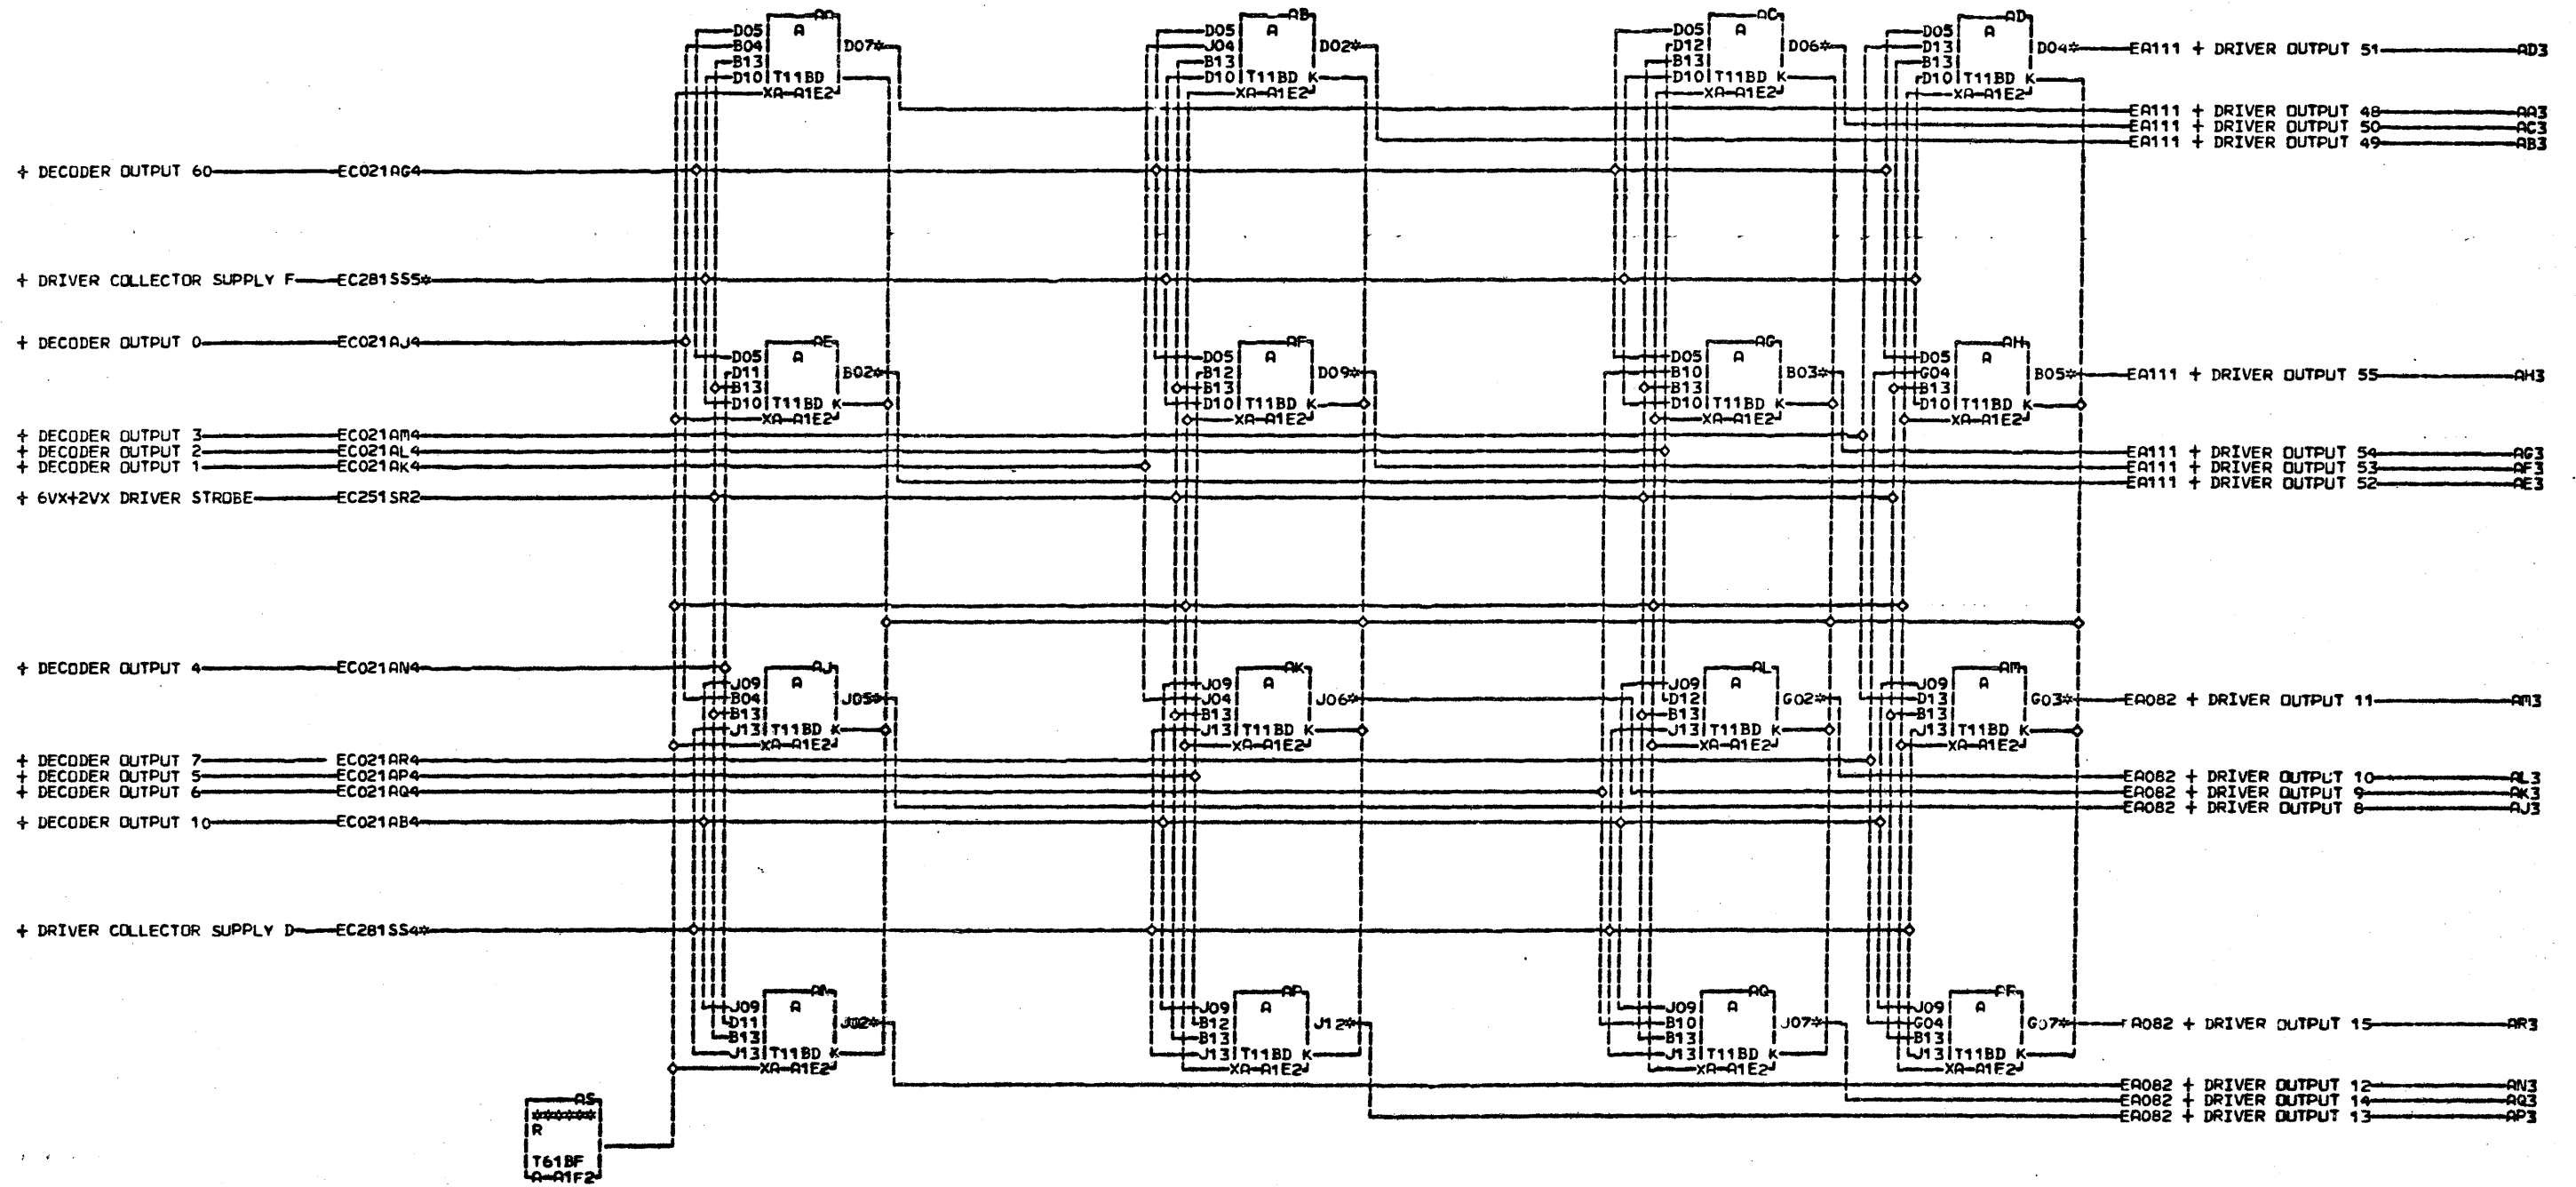 AA AB AC AD
D05 A D05 A D05 A D05 A
B04 D07* J04 D02* D12 D06* D13 D04* EA111 + DRIVER OUTPUT 51 AD3
B13 B13 B13 B13
D10 T11BD D10 T11BD K D10 T11BD K D10 T11BD K
XA-A1E2 XA-A1E2 XA-A1E2 XA-A1E2
EA111 + DRIVER OUTPUT 48 AA3
EA111 + DRIVER OUTPUT 50 AC3
EA111 + DRIVER OUTPUT 49 AB3
+ DECODER OUTPUT 60 EC021AG4
+ DRIVER COLLECTOR SUPPLY F EC281SS5*
+ DECODER OUTPUT 0 EC021AJ4
AE AF AG AH
D05 A D05 A D05 A D05 A
D11 B02* B12 D09* B10 B03* G04 B05* EA111 + DRIVER OUTPUT 55 AH3
B13 B13 B13 B13
D10 T11BD K D10 T11BD K D10 T11BD K D10 T11BD K
XA-A1E2 XA-A1E2 XA-A1E2 XA-A1E2
+ DECODER OUTPUT 3 EC021AM4
+ DECODER OUTPUT 2 EC021AL4 EA111 + DRIVER OUTPUT 54 AG3
+ DECODER OUTPUT 1 EC021AK4 EA111 + DRIVER OUTPUT 53 AF3
EA111 + DRIVER OUTPUT 52 AE3
+ 6VX+2VX DRIVER STROBE EC251SR2
+ DECODER OUTPUT 4 EC021AN4
AJ AK AL AM
J09 A J09 A J09 A J09 A
B04 J05* J04 J06* D12 G02* D13 G03* EA082 + DRIVER OUTPUT 11 AM3
B13 B13 B13 B13
J13 T11BD K J13 T11BD K J13 T11BD K J13 T11BD K
XA-A1E2 XA-A1E2 XA-A1E2 XA-A1E2
+ DECODER OUTPUT 7 EC021AR4
+ DECODER OUTPUT 5 EC021AP4 EA082 + DRIVER OUTPUT 10 AL3
+ DECODER OUTPUT 6 EC021AQ4 EA082 + DRIVER OUTPUT 9 AK3
EA082 + DRIVER OUTPUT 8 AJ3
+ DECODER OUTPUT 10 EC021AB4
+ DRIVER COLLECTOR SUPPLY D EC281SS4*
AN AP AQ
J09 A J09 A J09 A J09 A
D11 J02* B12 J12* B10 J07* G04 G07* A082 + DRIVER OUTPUT 15 AR3
B13 B13 B13 B13
J13 T11BD K J13 T11BD K J13 T11BD K J13 T11BD K
XA-A1E2 XA-A1E2 XA-A1E2 XA-A1E2
EA082 + DRIVER OUTPUT 12 AN3
EA082 + DRIVER OUTPUT 14 AQ3
EA082 + DRIVER OUTPUT 13 AP3
AS
******
R
T61BF
A-A1F2